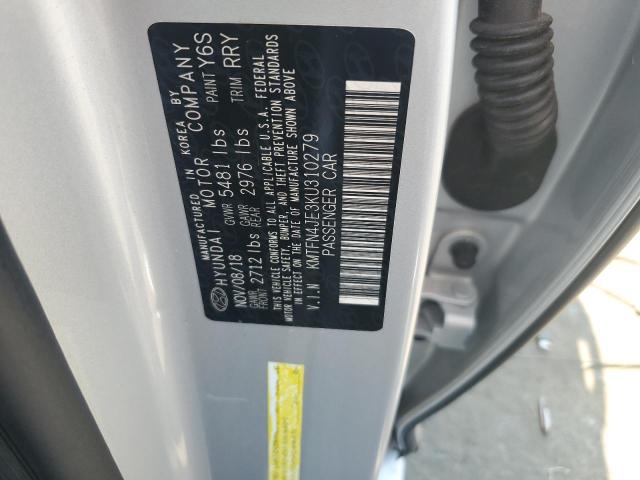 MANUFACTURED IN KOREA BY
HYUNDAI MOTOR COMPANY
NOV/08/18 GVWR 5481 lbs PAINT Y6S
GAWR FRONT 2712 lbs GAWR REAR 2976 lbs TRIM RRY
THIS VEHICLE CONFORMS TO ALL APPLICABLE U.S.A. FEDERAL
MOTOR VEHICLE SAFETY, BUMPER, AND THEFT PREVENTION STANDARDS
IN EFFECT ON THE DATE OF MANUFACTURE SHOWN ABOVE
V.I.N KMTFN4JE3KU310279
PASSENGER CAR